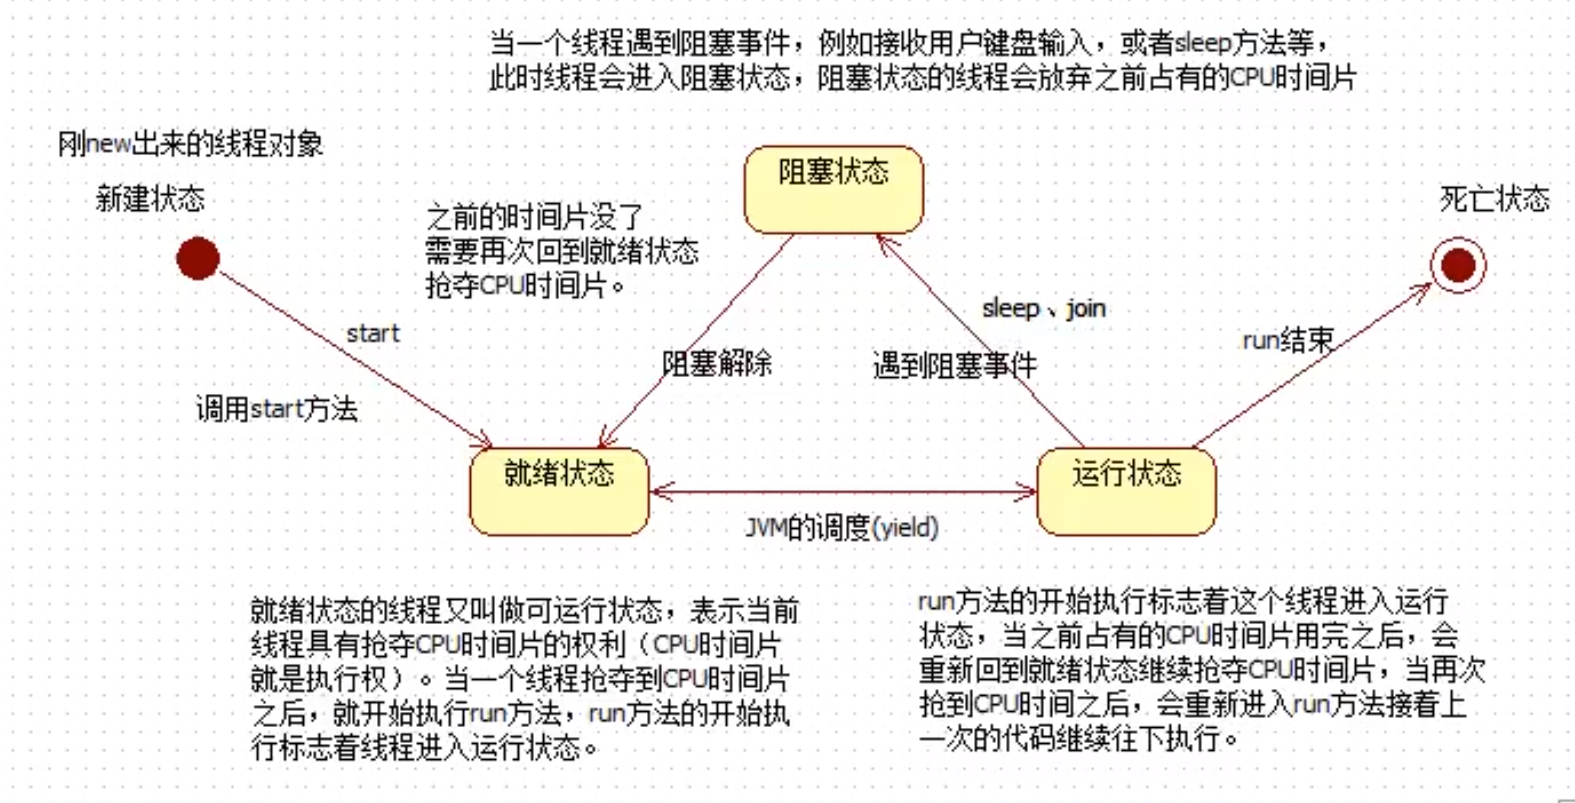 当一个线程遇到阻塞事件，例如接收用户键盘输入，或者sleep方法等，
此时线程会进入阻塞状态，阻塞状态的线程会放弃之前占有的CPU时间片
刚new出来的线程对象
新建状态
阻塞状态
死亡状态
之前的时间片没了
需要再次回到就绪状态
抢夺CPU时间片。
start
sleep、join
run结束
阻塞解除
遇到阻塞事件
调用start方法
就绪状态
运行状态
JVM的调度(yield)
就绪状态的线程又叫做可运行状态，表示当前
线程具有抢夺CPU时间片的权利（CPU时间片
就是执行权）。当一个线程抢夺到CPU时间片
之后，就开始执行run方法，run方法的开始执
行标志着线程进入运行状态。
run方法的开始执行标志着这个线程进入运行
状态，当之前占有的CPU时间片用完之后，会
重新回到就绪状态继续抢夺CPU时间片，当再次
抢到CPU时间之后，会重新进入run方法接着上
一次的代码继续往下执行。